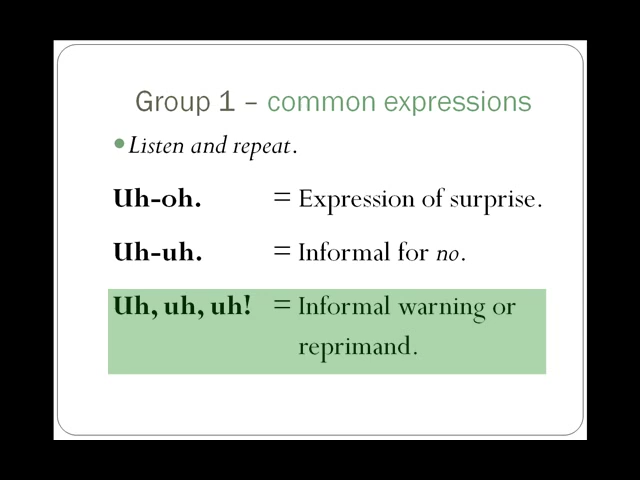 Group 1 – common expressions
•Listen and repeat.
Uh-oh. = Expression of surprise.
Uh-uh. = Informal for no.
Uh, uh, uh! = Informal warning or
reprimand.